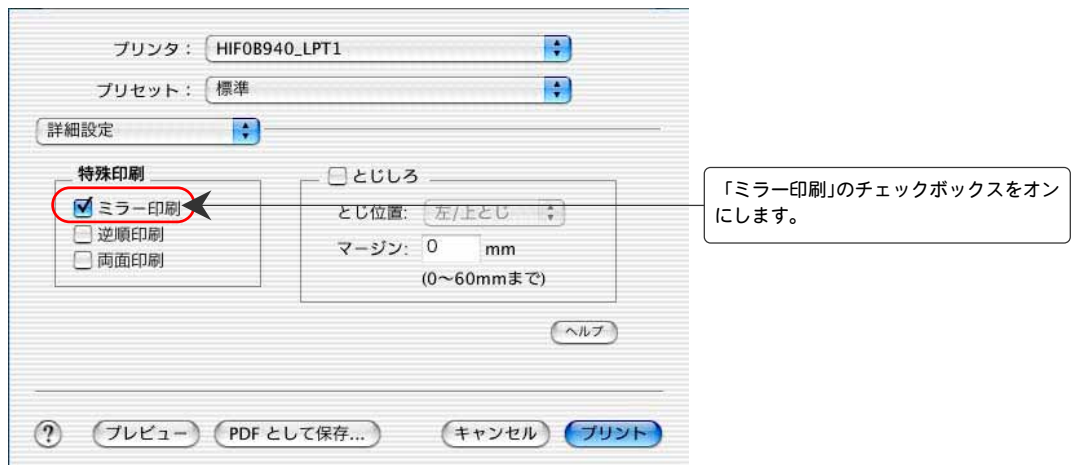 プリンタ： HIF0B940_LPT1
プリセット： 標準
詳細設定
特殊印刷
ミラー印刷
逆順印刷
両面印刷
とじしろ
とじ位置: 左/上とじ
マージン: 0 mm
(0〜60mmまで)
ヘルプ
? プレビュー PDF として保存... キャンセル プリント
「ミラー印刷」のチェックボックスをオン
にします。